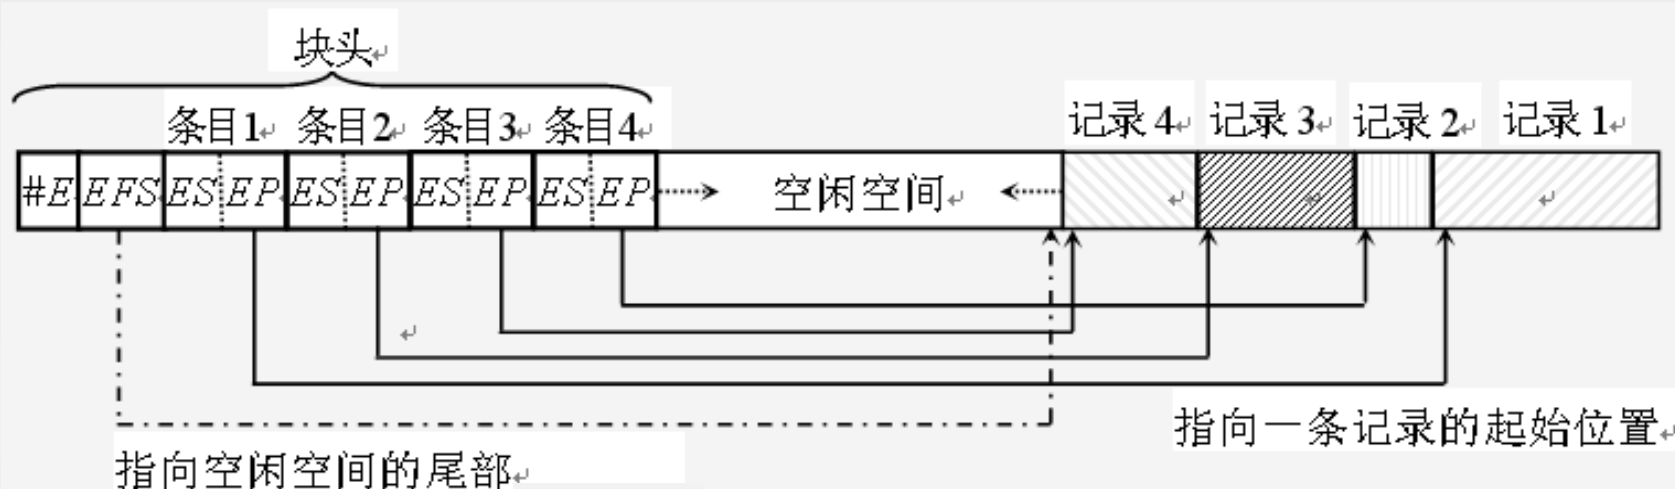 块头↵
条目1↵ 条目2↵ 条目3↵ 条目4↵ 记录 4↵ 记录 3↵ 记录 2↵ 记录 1↵
#E EFS ES EP ES EP ES EP ES EP 空闲空间↵ ↵ ↵ ↵
↵
指向一条记录的起始位置↵
指向空闲空间的尾部↵